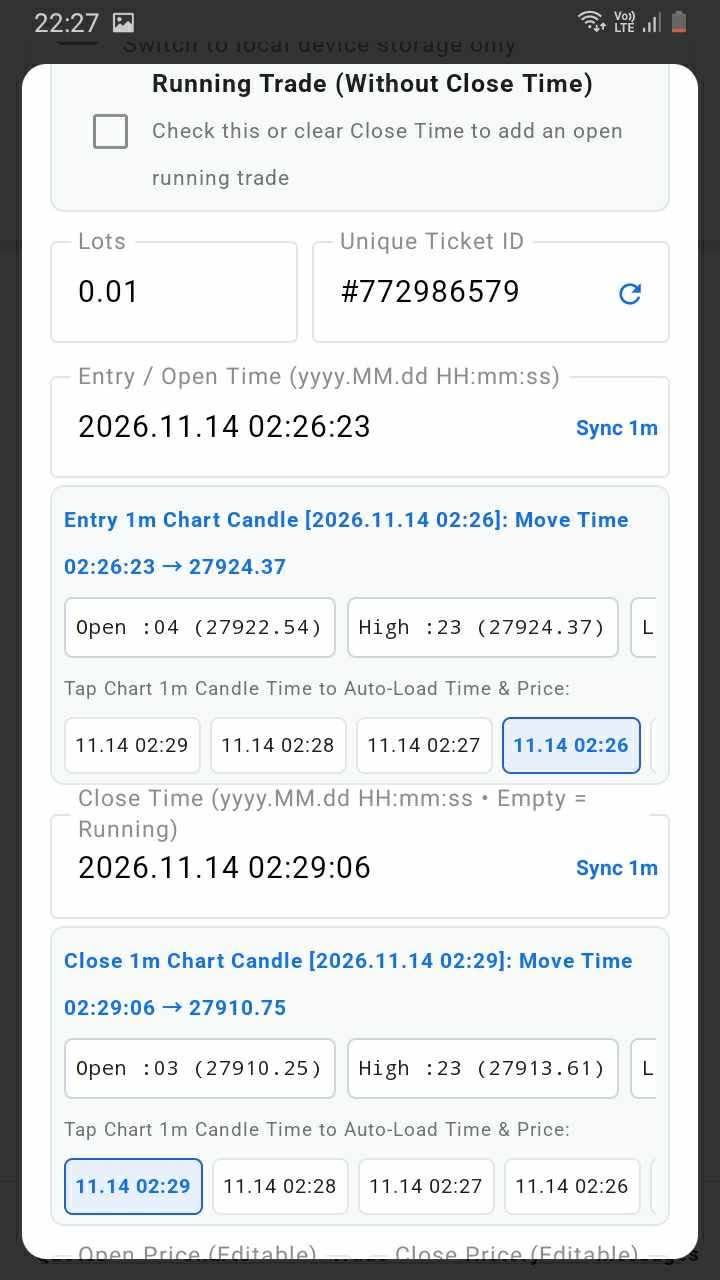 22:27
Vo)) LTE
Switch to local device storage only
Running Trade (Without Close Time)
Check this or clear Close Time to add an open
running trade
Lots
Unique Ticket ID
0.01
#772986579
Entry / Open Time (yyyy.MM.dd HH:mm:ss)
2026.11.14 02:26:23
Sync 1m
Entry 1m Chart Candle [2026.11.14 02:26]: Move Time
02:26:23 → 27924.37
Open :04 (27922.54)
High :23 (27924.37)
L
Tap Chart 1m Candle Time to Auto-Load Time & Price:
11.14 02:29
11.14 02:28
11.14 02:27
11.14 02:26
Close Time (yyyy.MM.dd HH:mm:ss • Empty =
Running)
2026.11.14 02:29:06
Sync 1m
Close 1m Chart Candle [2026.11.14 02:29]: Move Time
02:29:06 → 27910.75
Open :03 (27910.25)
High :23 (27913.61)
L
Tap Chart 1m Candle Time to Auto-Load Time & Price:
11.14 02:29
11.14 02:28
11.14 02:27
11.14 02:26
Open Price (Editable)
Close Price (Editable)